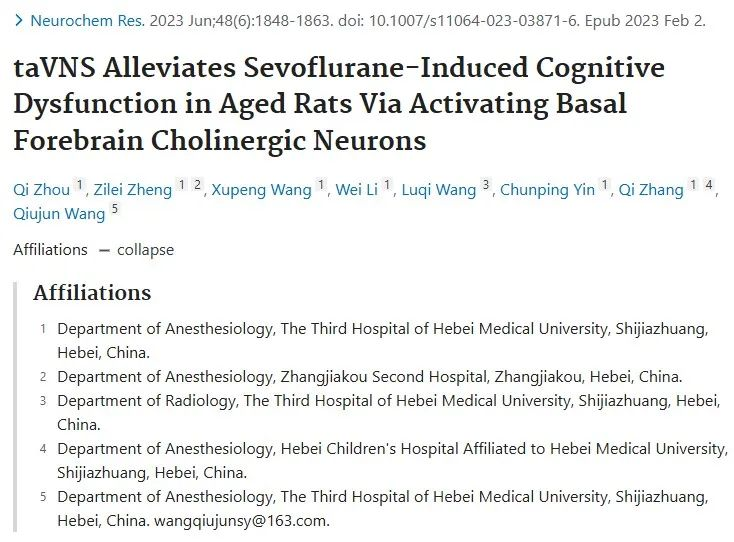 Neurochem Res. 2023 Jun;48(6):1848-1863. doi: 10.1007/s11064-023-03871-6. Epub 2023 Feb 2.
taVNS Alleviates Sevoflurane-Induced Cognitive
Dysfunction in Aged Rats Via Activating Basal
Forebrain Cholinergic Neurons
Qi Zhou 1, Zilei Zheng 1 2, Xupeng Wang 1, Wei Li 1, Luqi Wang 3, Chunping Yin 1, Qi Zhang 1 4,
Qiujun Wang 5
Affiliations — collapse
Affiliations
1 Department of Anesthesiology, The Third Hospital of Hebei Medical University, Shijiazhuang,
Hebei, China.
2 Department of Anesthesiology, Zhangjiakou Second Hospital, Zhangjiakou, Hebei, China.
3 Department of Radiology, The Third Hospital of Hebei Medical University, Shijiazhuang, Hebei,
China.
4 Department of Anesthesiology, Hebei Children's Hospital Affiliated to Hebei Medical University,
Shijiazhuang, Hebei, China.
5 Department of Anesthesiology, The Third Hospital of Hebei Medical University, Shijiazhuang,
Hebei, China. wangqiujunsy@163.com.